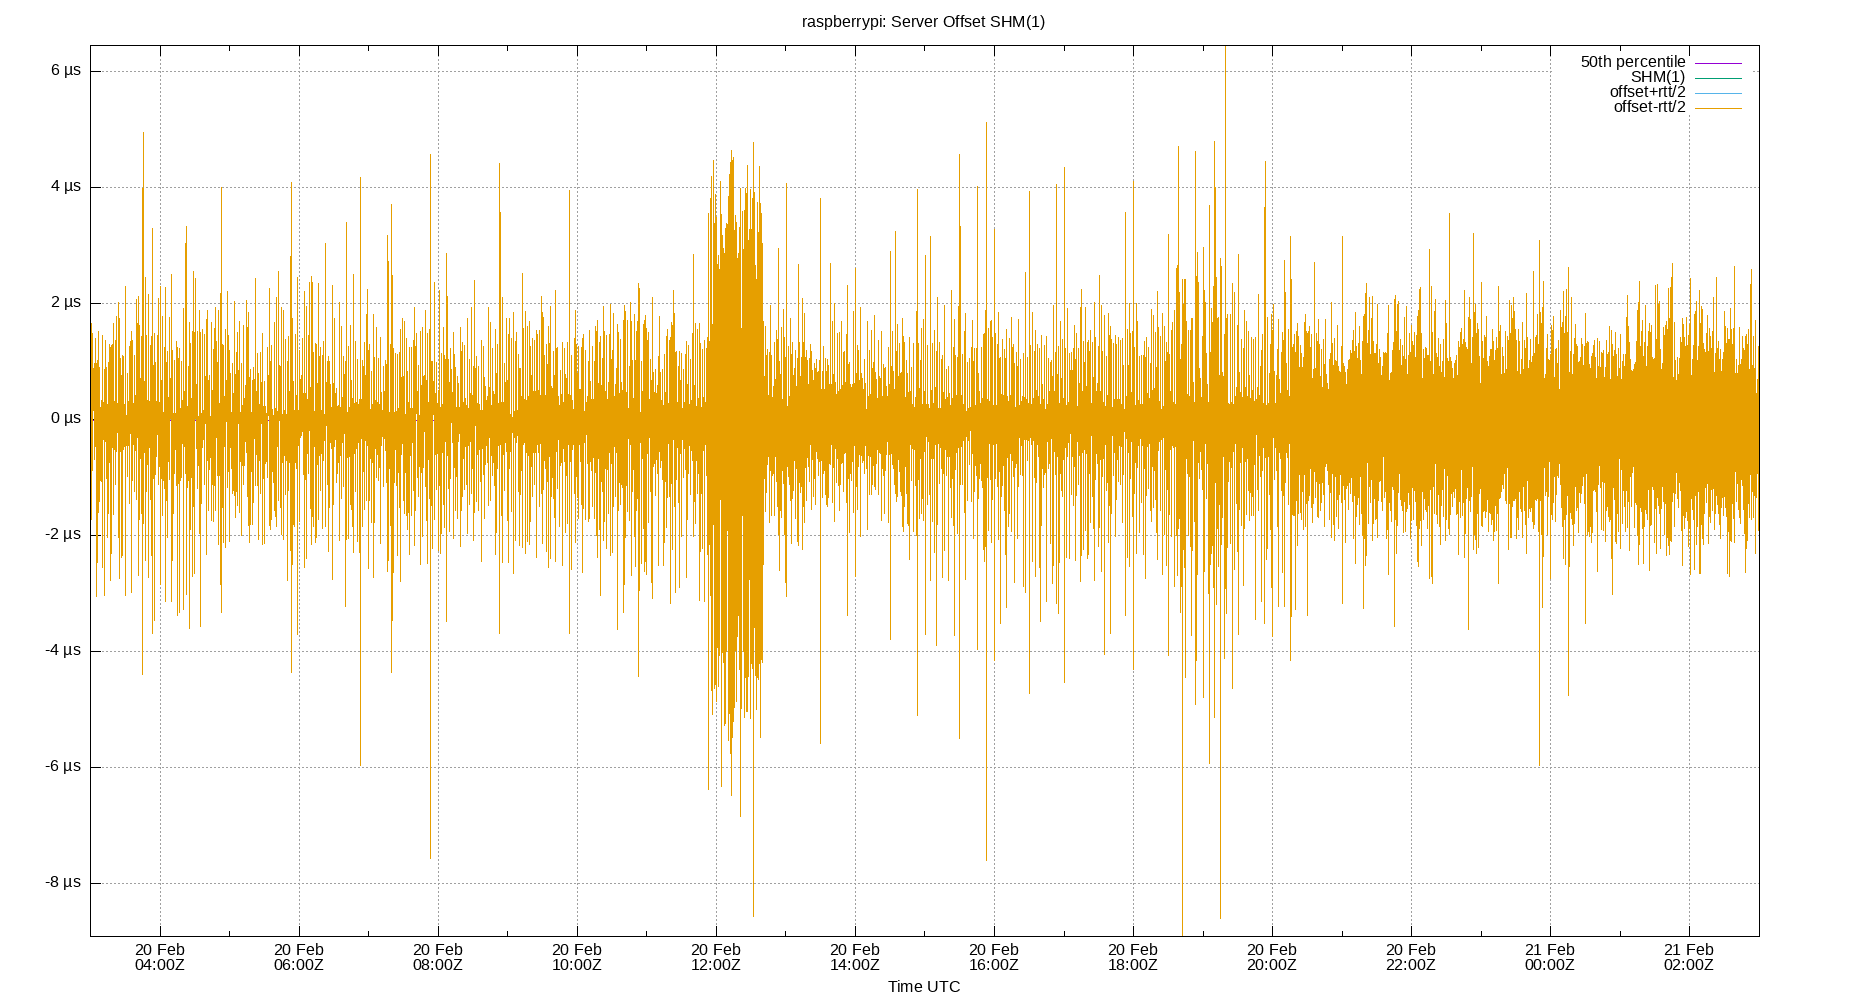 raspberrypi: Server Offset SHM(1)
50th percentile
SHM(1)
offset+rtt/2
offset-rtt/2
6 µs
4 µs
2 µs
0 µs
-2 µs
-4 µs
-6 µs
-8 µs
20 Feb 20 Feb 20 Feb 20 Feb 20 Feb 20 Feb 20 Feb 20 Feb 20 Feb 20 Feb 21 Feb 21 Feb
04:00Z 06:00Z 08:00Z 10:00Z 12:00Z 14:00Z 16:00Z 18:00Z 20:00Z 22:00Z 00:00Z 02:00Z
Time UTC